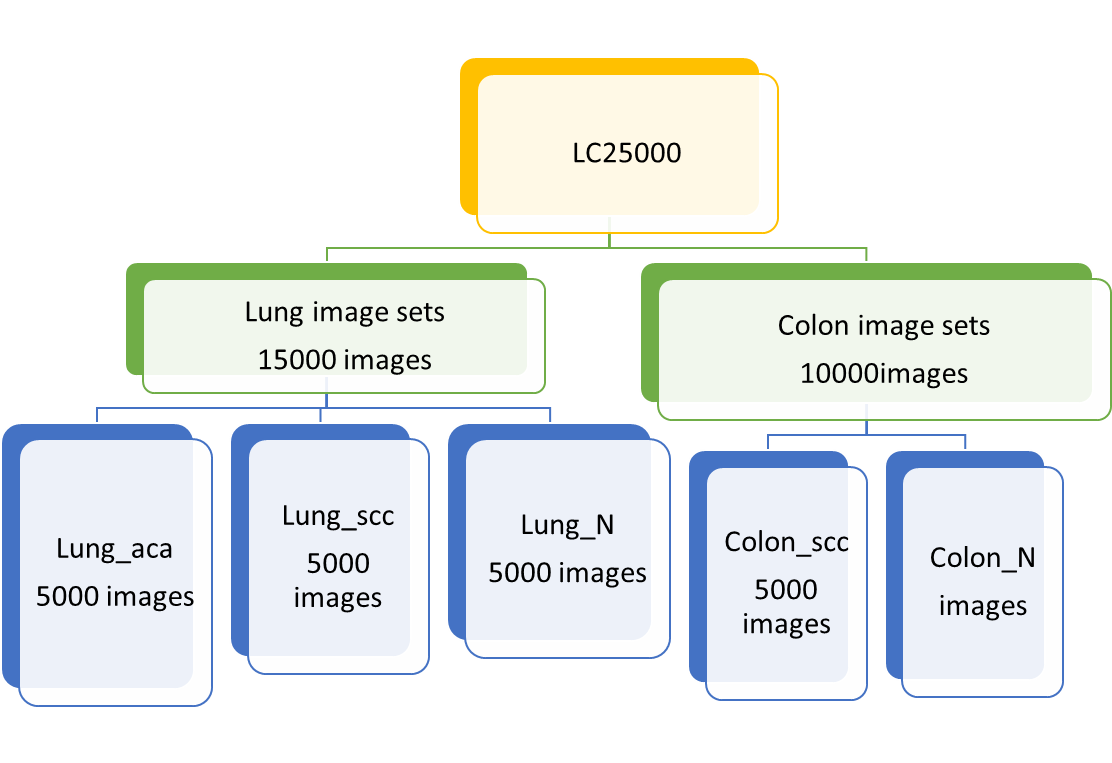 LC25000
Lung image sets
15000 images
Colon image sets
10000images
Lung_aca
5000 images
Lung_scc
5000
images
Lung_N
5000 images
Colon_scc
5000
images
Colon_N
images